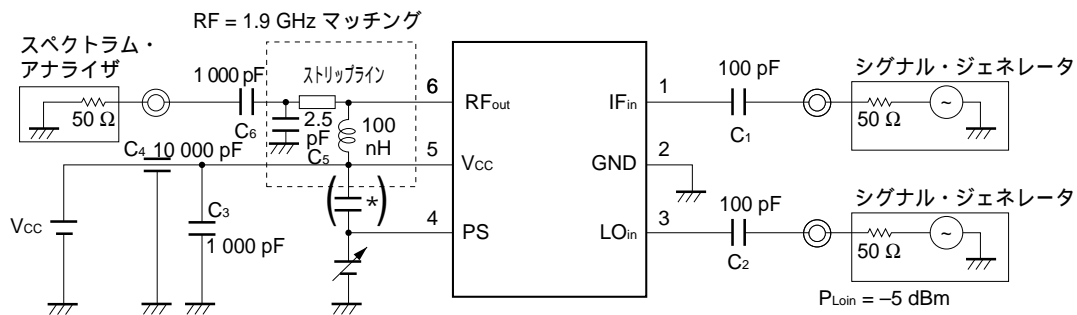 RF = 1.9 GHz マッチング
スペクトラム・
アナライザ
1 000 pF
ストリップライン
50 Ω
C6
2.5
pF
C5
100
nH
C4
10 000 pF
C3
1 000 pF
VCC
(*)
6
5
4
RFout
VCC
PS
IFin
GND
LOin
1
2
3
100 pF
C1
シグナル・ジェネレータ
50 Ω
~
100 pF
C2
シグナル・ジェネレータ
50 Ω
~
PLoin = –5 dBm